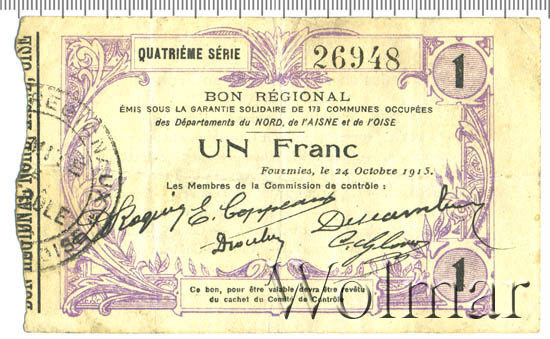 QUATRIÈME SÉRIE
26948
1
BON RÉGIONAL
ÉMIS SOUS LA GARANTIE SOLIDAIRE DE 173 COMMUNES OCCUPÉES
des Départements du NORD, de l'AISNE et de l'OISE
UN Franc
Fourmies, le 24 Octobre 1915.
Les Membres de la Commission de contrôle :
1
Ce bon, pour être valable devra être revêtu
du cachet du Comité de Contrôle
Wolmar